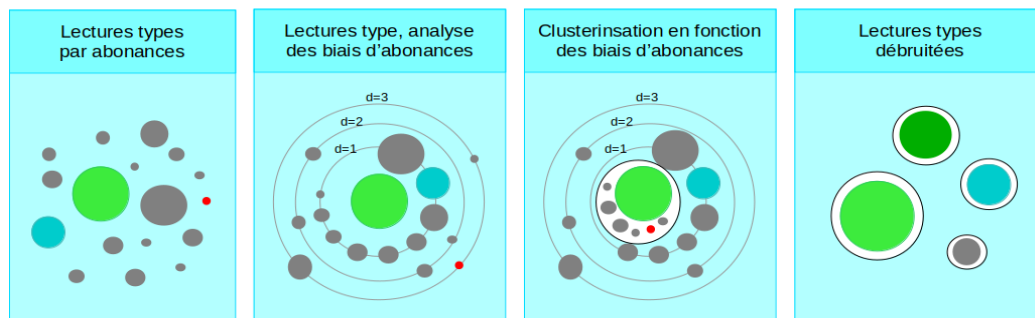 Lectures types
par abonances
Lectures type, analyse
des biais d'abonances
d=3
d=2
d=1
Clusterinsation en fonction
des biais d'abonances
d=3
d=2
d=1
Lectures types
débruitées